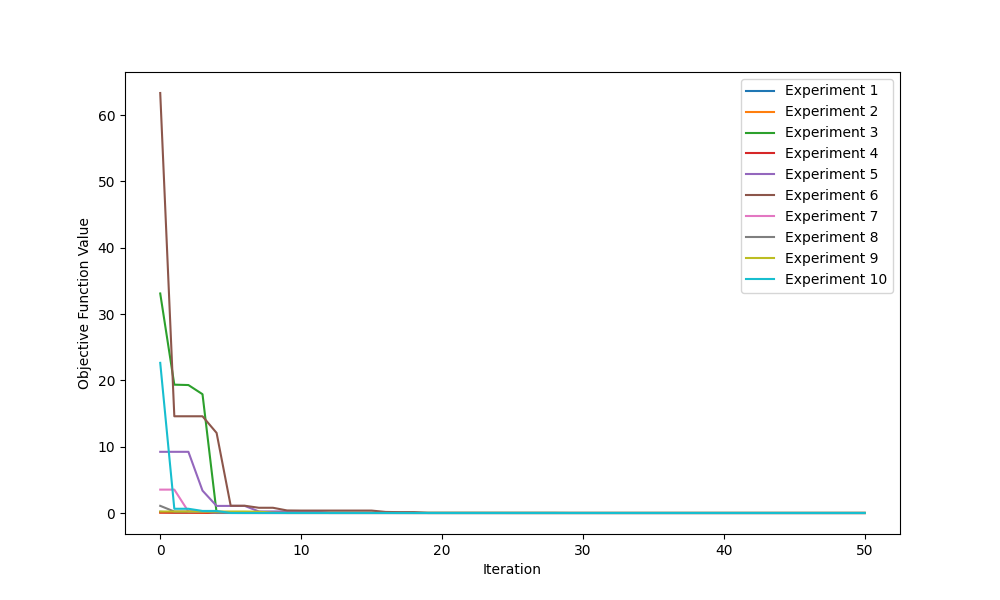 Objective Function Value
60
50
40
30
20
10
0
0 10 20 30 40 50
Iteration
Experiment 1
Experiment 2
Experiment 3
Experiment 4
Experiment 5
Experiment 6
Experiment 7
Experiment 8
Experiment 9
Experiment 10